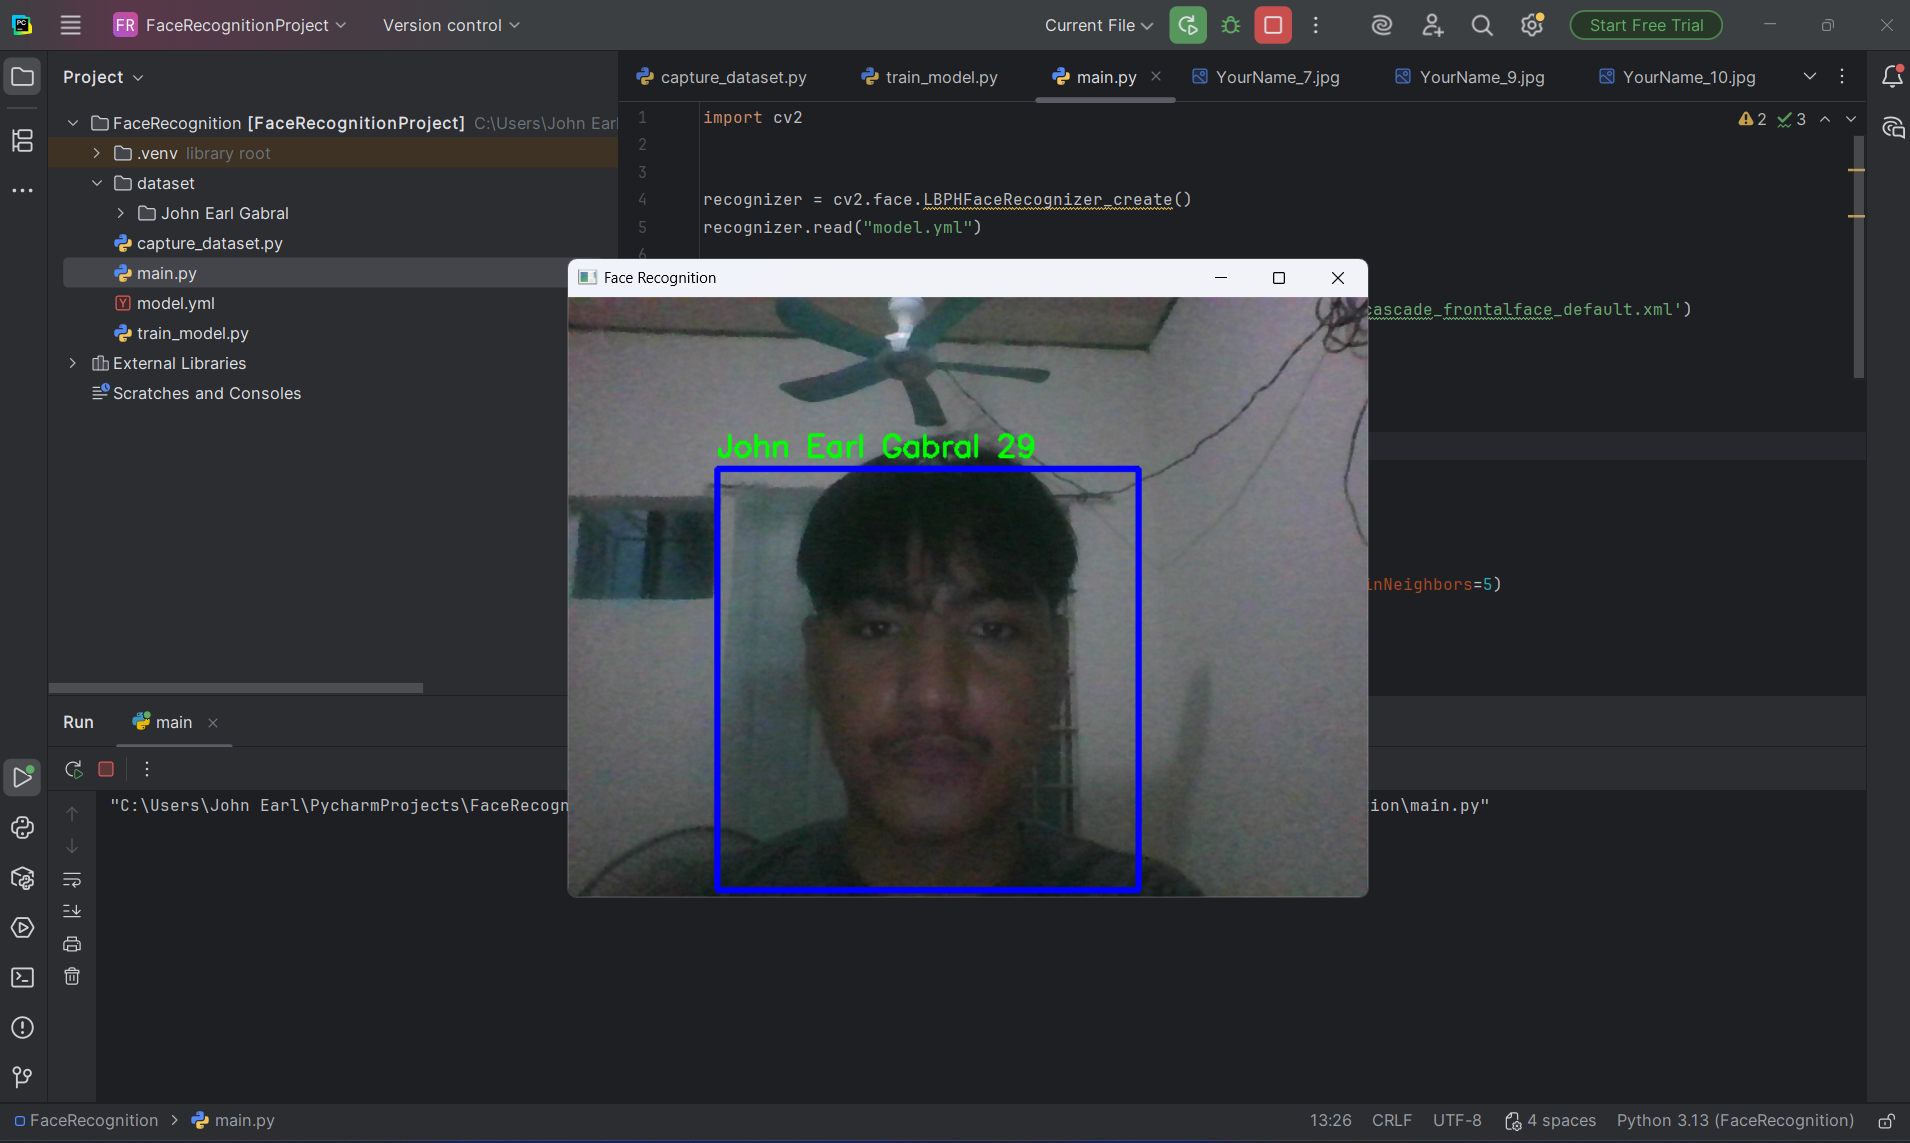 PC FR FaceRecognitionProject Version control Current File Start Free Trial
Project
capture_dataset.py train_model.py main.py YourName_7.jpg YourName_9.jpg YourName_10.jpg
FaceRecognition [FaceRecognitionProject] C:\Users\John Earl
.venv library root
dataset
John Earl Gabral
capture_dataset.py
main.py
model.yml
train_model.py
External Libraries
Scratches and Consoles
2 3
1 import cv2
2
3
4 recognizer = cv2.face.LBPHFaceRecognizer_create()
5 recognizer.read("model.yml")
6
cascade_frontalface_default.xml')
inNeighbors=5)
Face Recognition
John Earl Gabral 29
Run main
"C:\Users\John Earl\PycharmProjects\FaceRecogn
ion\main.py"
FaceRecognition > main.py 13:26 CRLF UTF-8 4 spaces Python 3.13 (FaceRecognition)